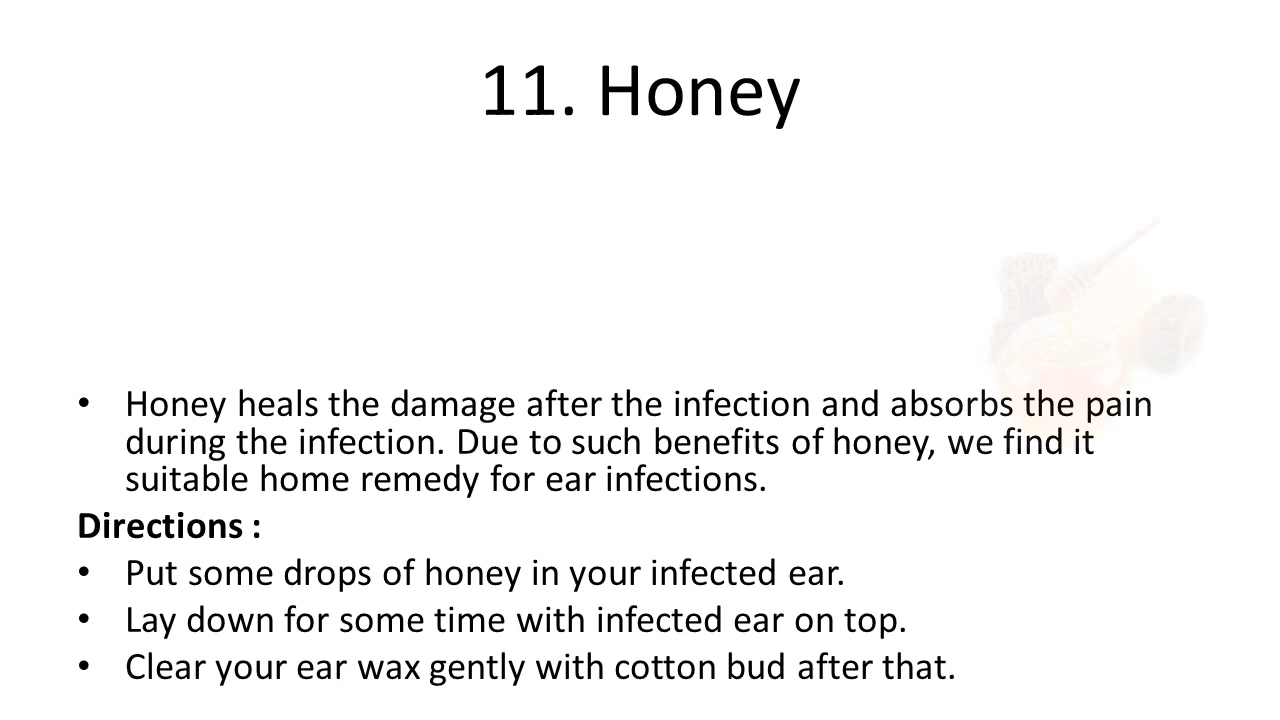 11. Honey
• Honey heals the damage after the infection and absorbs the pain
during the infection. Due to such benefits of honey, we find it
suitable home remedy for ear infections.
Directions :
• Put some drops of honey in your infected ear.
• Lay down for some time with infected ear on top.
• Clear your ear wax gently with cotton bud after that.